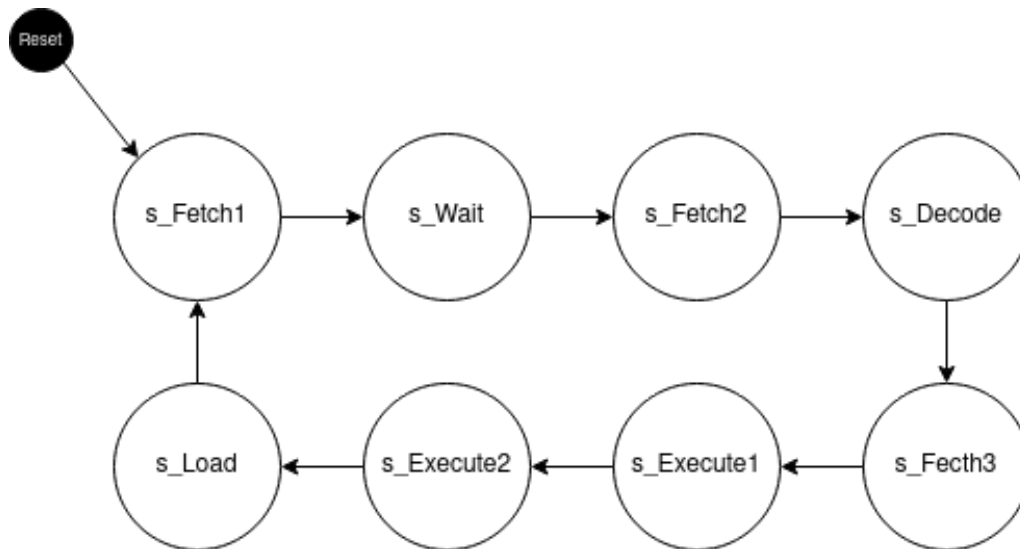 Reset
s_Fetch1
s_Wait
s_Fetch2
s_Decode
s_Load
s_Execute2
s_Execute1
s_Fecth3